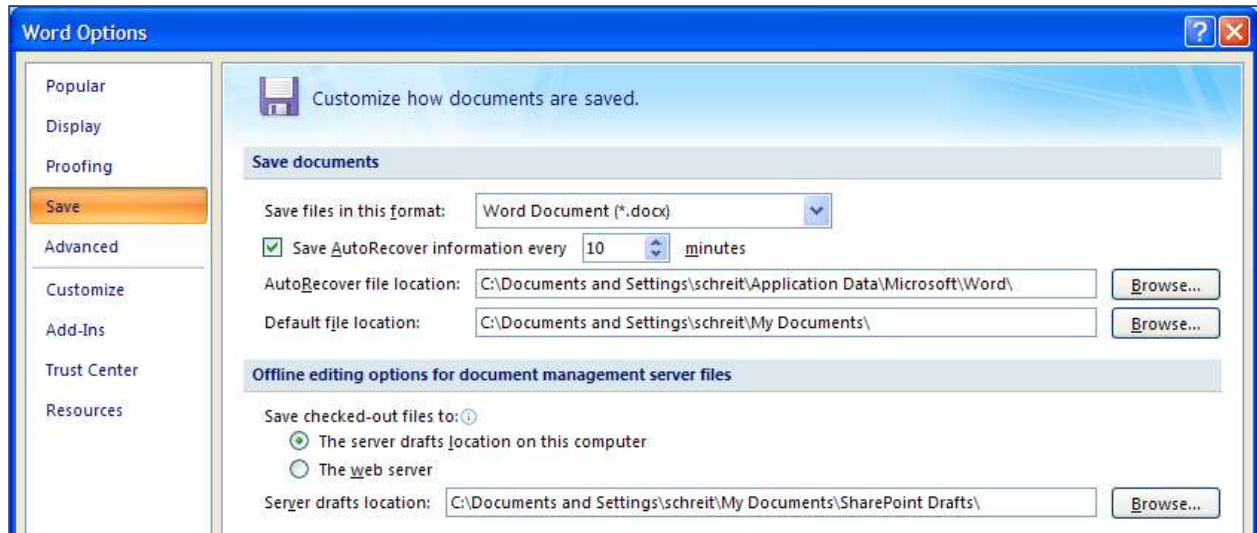 Word Options
Popular
Display
Proofing
Save
Advanced
Customize
Add-Ins
Trust Center
Resources
Customize how documents are saved.
Save documents
Save files in this format: Word Document (*.docx)
Save AutoRecover information every 10 minutes
AutoRecover file location: C:\Documents and Settings\schreit\Application Data\Microsoft\Word\ Browse...
Default file location: C:\Documents and Settings\schreit\My Documents\ Browse...
Offline editing options for document management server files
Save checked-out files to:
The server drafts location on this computer
The web server
Server drafts location: C:\Documents and Settings\schreit\My Documents\SharePoint Drafts\ Browse...